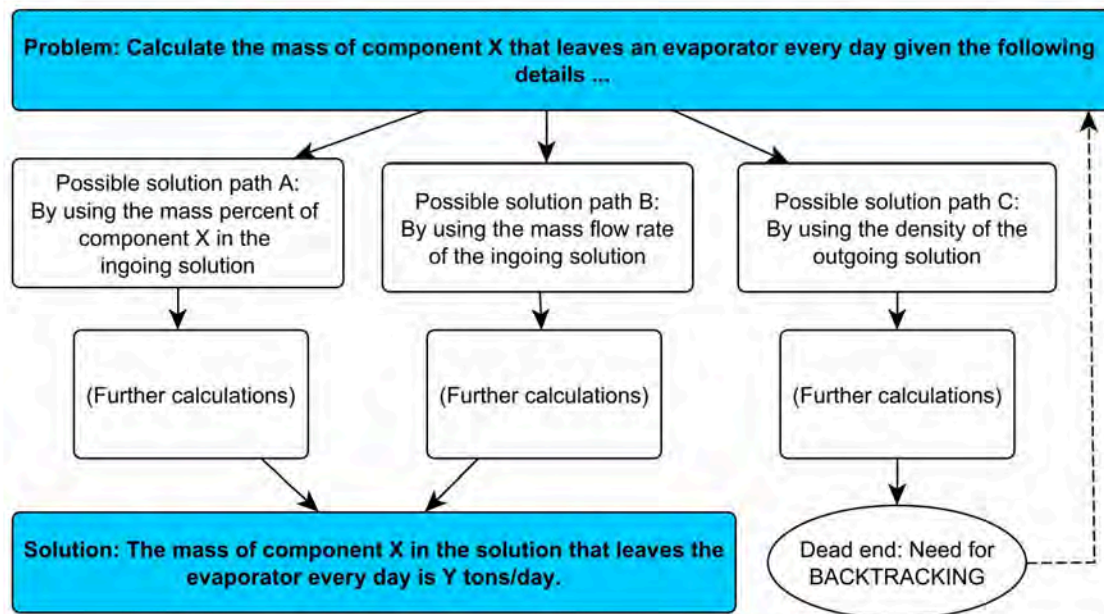 Problem: Calculate the mass of component X that leaves an evaporator every day given the following
details ...
Possible solution path A:
By using the mass percent of
component X in the
ingoing solution
Possible solution path B:
By using the mass flow rate
of the ingoing solution
Possible solution path C:
By using the density of the
outgoing solution
(Further calculations)
(Further calculations)
(Further calculations)
Solution: The mass of component X in the solution that leaves the
evaporator every day is Y tons/day.
Dead end: Need for
BACKTRACKING